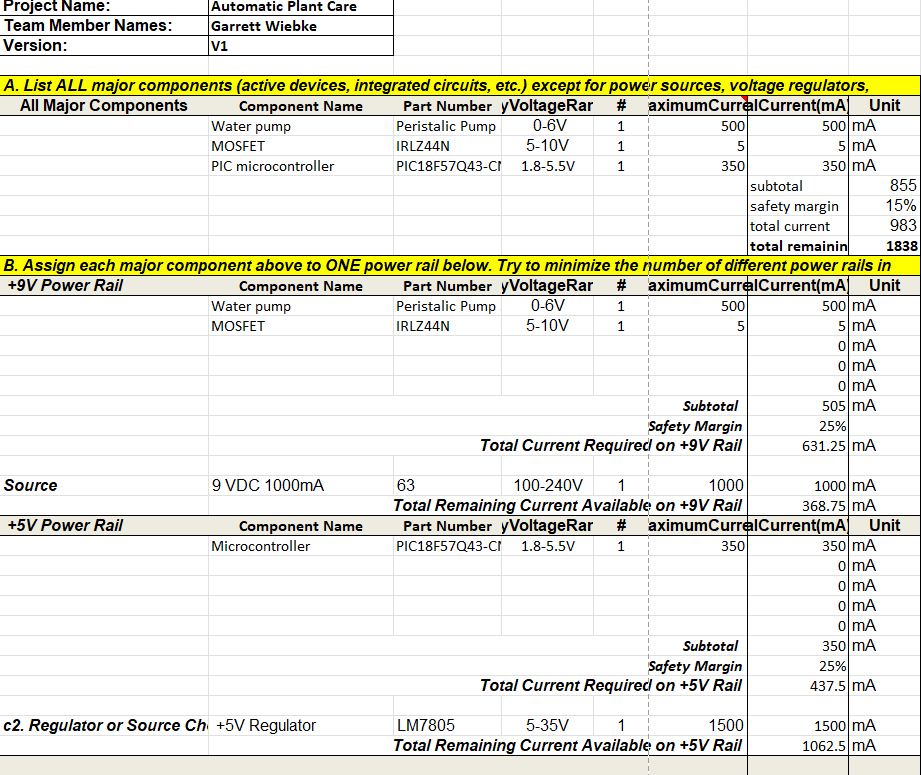 Project Name: Automatic Plant Care
Team Member Names: Garrett Wiebke
Version: V1
A. List ALL major components (active devices, integrated circuits, etc.) except for power sources, voltage regulators,
All Major Components Component Name Part Number yVoltageRar # aximumCurre alCurrent(mA) Unit
Water pump Peristalic Pump 0-6V 1 500 500 mA
MOSFET IRLZ44N 5-10V 1 5 5 mA
PIC microcontroller PIC18F57Q43-CN 1.8-5.5V 1 350 350 mA
subtotal 855
safety margin 15%
total current 983
total remainin 1838
B. Assign each major component above to ONE power rail below. Try to minimize the number of different power rails in
+9V Power Rail Component Name Part Number yVoltageRar # aximumCurre alCurrent(mA) Unit
Water pump Peristalic Pump 0-6V 1 500 500 mA
MOSFET IRLZ44N 5-10V 1 5 5 mA
0 mA
0 mA
0 mA
Subtotal 505 mA
Safety Margin 25%
Total Current Required on +9V Rail 631.25 mA
Source 9 VDC 1000mA 63 100-240V 1 1000 1000 mA
Total Remaining Current Available on +9V Rail 368.75 mA
+5V Power Rail Component Name Part Number yVoltageRar # aximumCurre alCurrent(mA) Unit
Microcontroller PIC18F57Q43-CN 1.8-5.5V 1 350 350 mA
0 mA
0 mA
0 mA
0 mA
Subtotal 350 mA
Safety Margin 25%
Total Current Required on +5V Rail 437.5 mA
c2. Regulator or Source Ch +5V Regulator LM7805 5-35V 1 1500 1500 mA
Total Remaining Current Available on +5V Rail 1062.5 mA